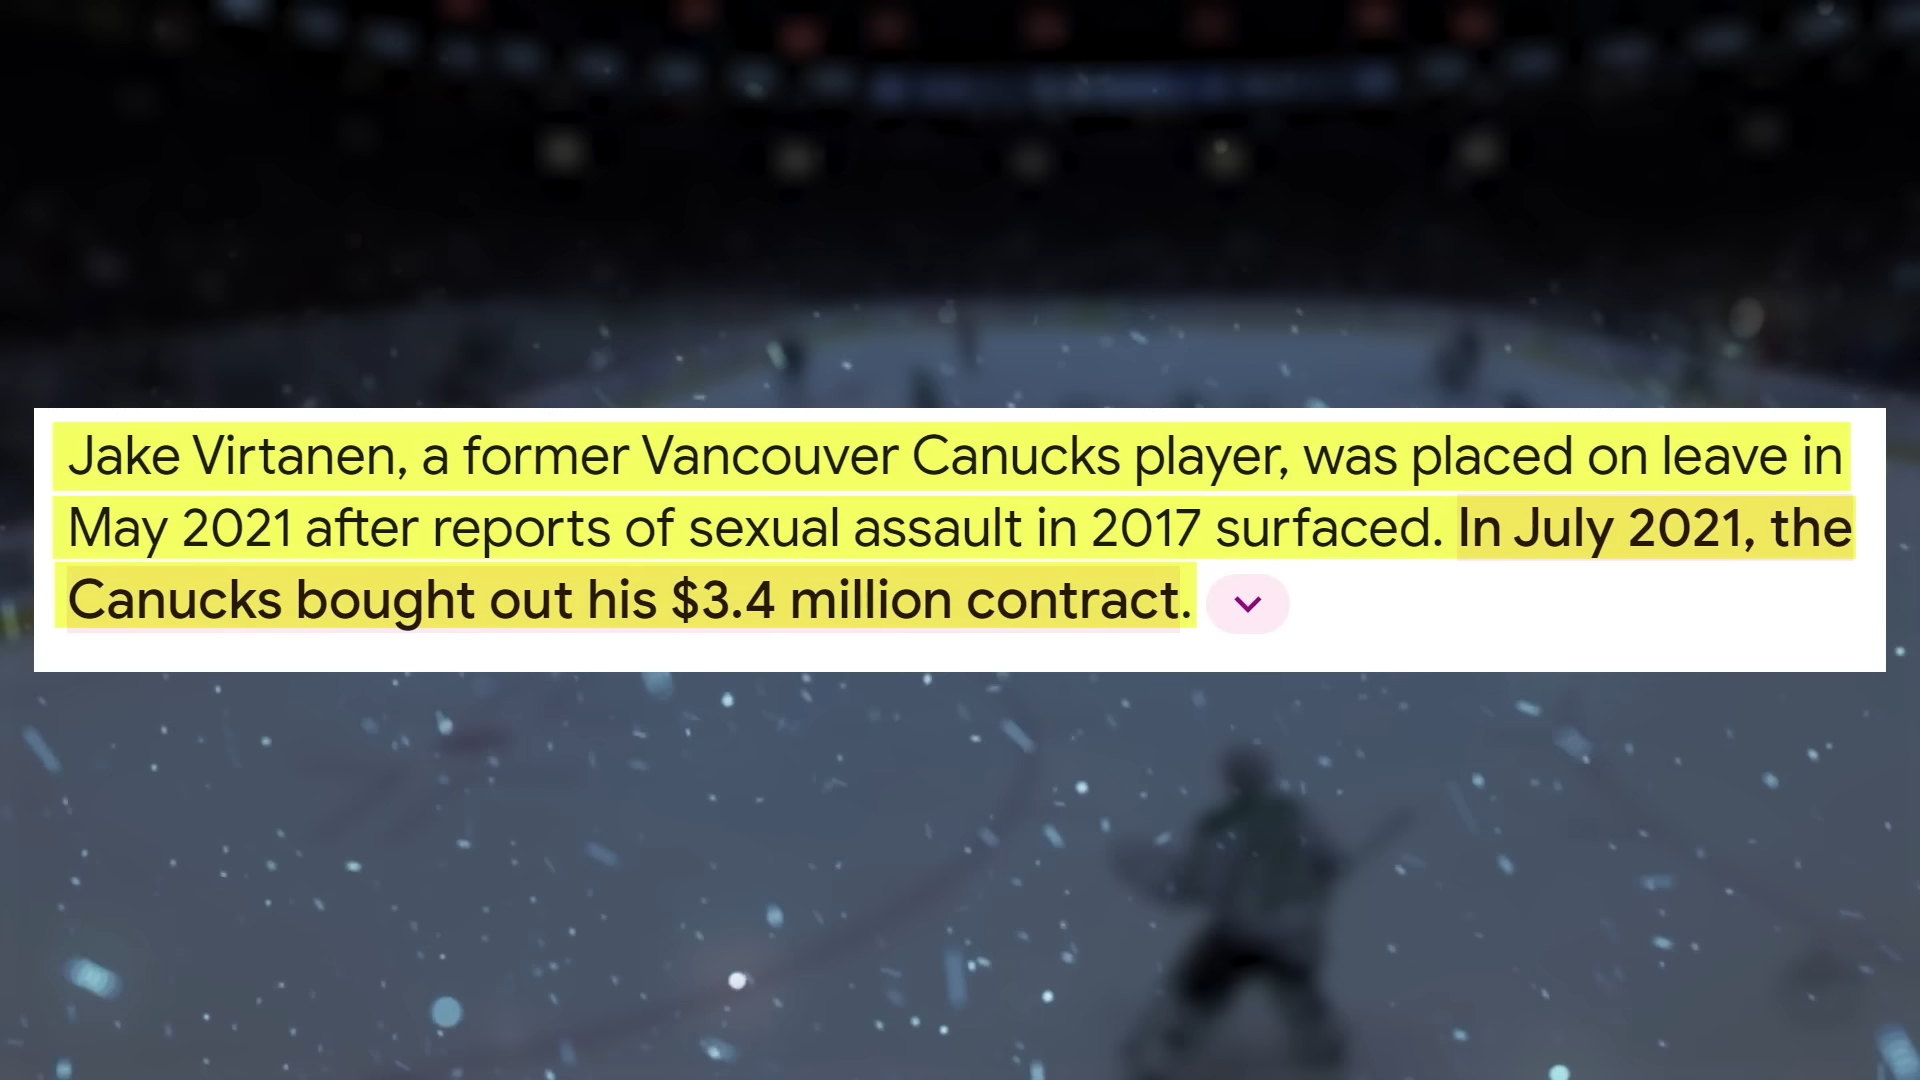 Jake Virtanen, a former Vancouver Canucks player, was placed on leave in
May 2021 after reports of sexual assault in 2017 surfaced. In July 2021, the
Canucks bought out his $3.4 million contract.